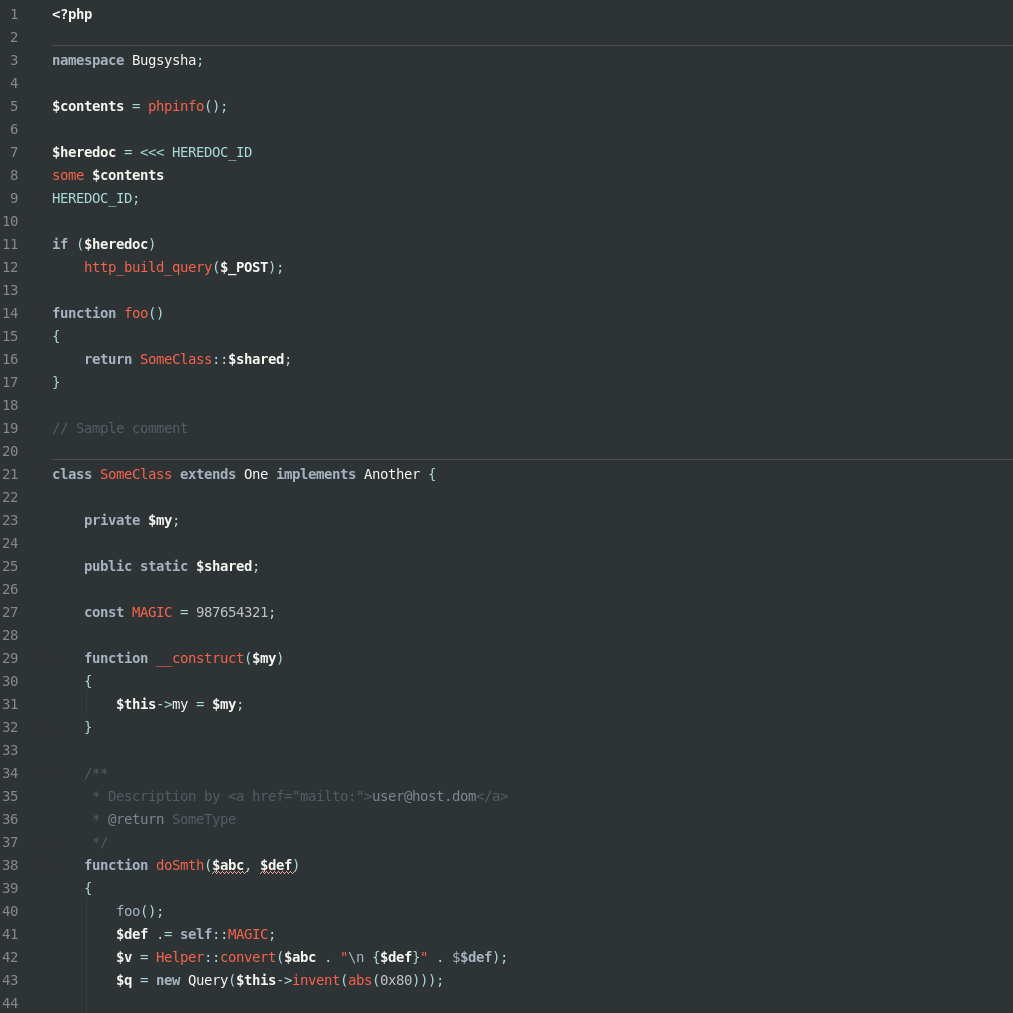 1 <?php
2
3 namespace Bugsysha;
4
5 $contents = phpinfo();
6
7 $heredoc = <<< HEREDOC_ID
8 some $contents
9 HEREDOC_ID;
10
11 if ($heredoc)
12     http_build_query($_POST);
13
14 function foo()
15 {
16     return SomeClass::$shared;
17 }
18
19 // Sample comment
20
21 class SomeClass extends One implements Another {
22
23     private $my;
24
25     public static $shared;
26
27     const MAGIC = 987654321;
28
29     function __construct($my)
30     {
31         $this->my = $my;
32     }
33
34     /**
35      * Description by <a href="mailto:">user@host.dom</a>
36      * @return SomeType
37      */
38     function doSmth($abc, $def)
39     {
40         foo();
41         $def .= self::MAGIC;
42         $v = Helper::convert($abc . "\n {$def}" . $$def);
43         $q = new Query($this->invent(abs(0x80)));
44